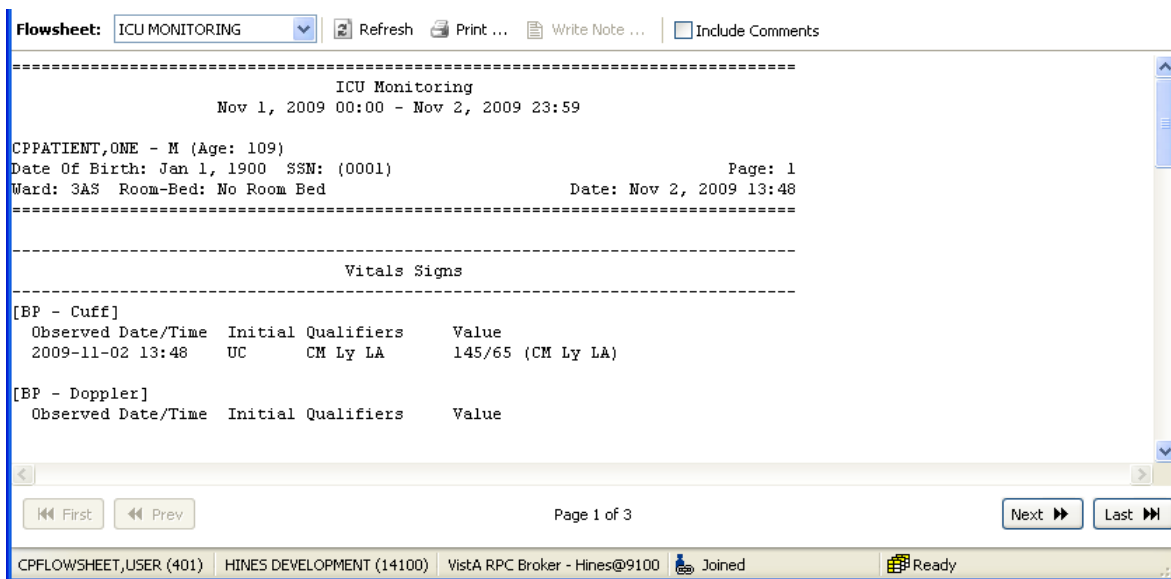 Flowsheet: ICU MONITORING Refresh Print ... Write Note ... Include Comments
================================================================================
ICU Monitoring
Nov 1, 2009 00:00 - Nov 2, 2009 23:59
CPPATIENT,ONE - M (Age: 109)
Date Of Birth: Jan 1, 1900 SSN: (0001) Page: 1
Ward: 3AS Room-Bed: No Room Bed Date: Nov 2, 2009 13:48
================================================================================
--------------------------------------------------------------------------------
Vitals Signs
--------------------------------------------------------------------------------
[BP - Cuff]
Observed Date/Time Initial Qualifiers Value
2009-11-02 13:48 UC CM Ly LA 145/65 (CM Ly LA)
[BP - Doppler]
Observed Date/Time Initial Qualifiers Value
First Prev Page 1 of 3 Next Last
CPFLOWSHEET,USER (401) HINES DEVELOPMENT (14100) VistA RPC Broker - Hines@9100 Joined Ready